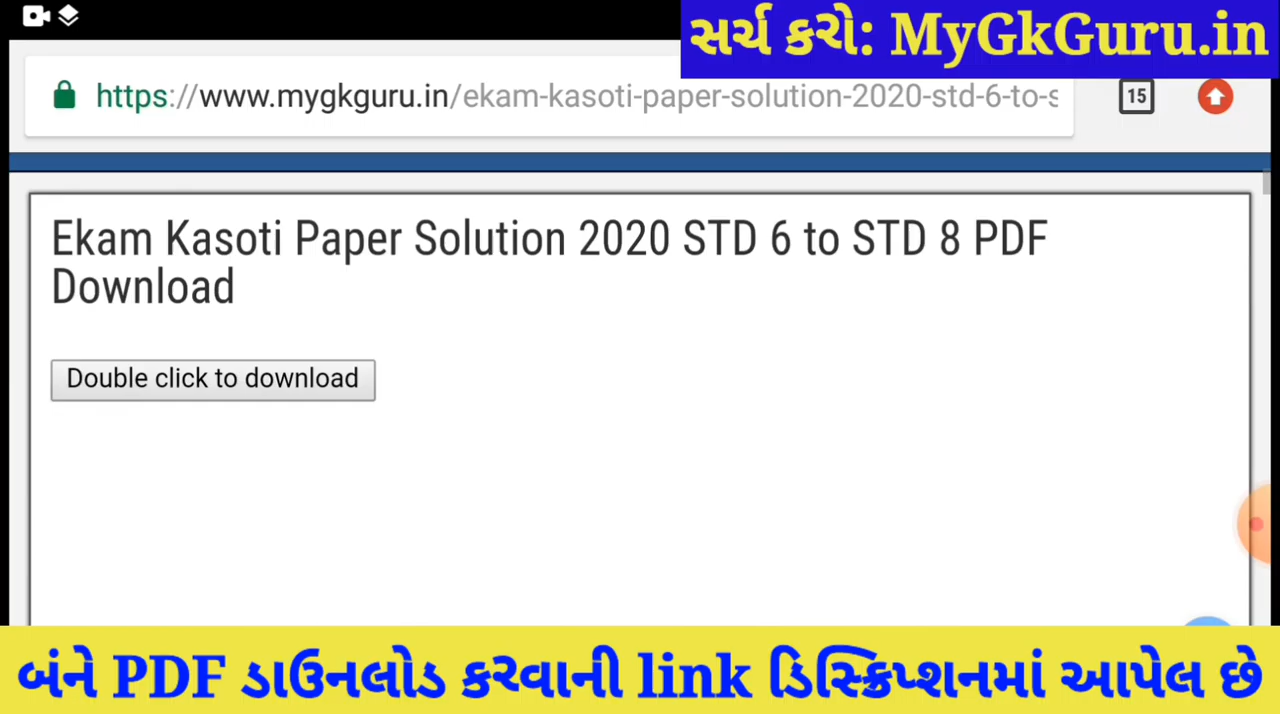 સર્ચ કરો: MyGkGuru.in
https://www.mygkguru.in/ekam-kasoti-paper-solution-2020-std-6-to-s
15
Ekam Kasoti Paper Solution 2020 STD 6 to STD 8 PDF
Download
Double click to download
બંને PDF ડાઉનલોડ કરવાની link ડિસ્ક્રિપ્શનમાં આપેલ છે